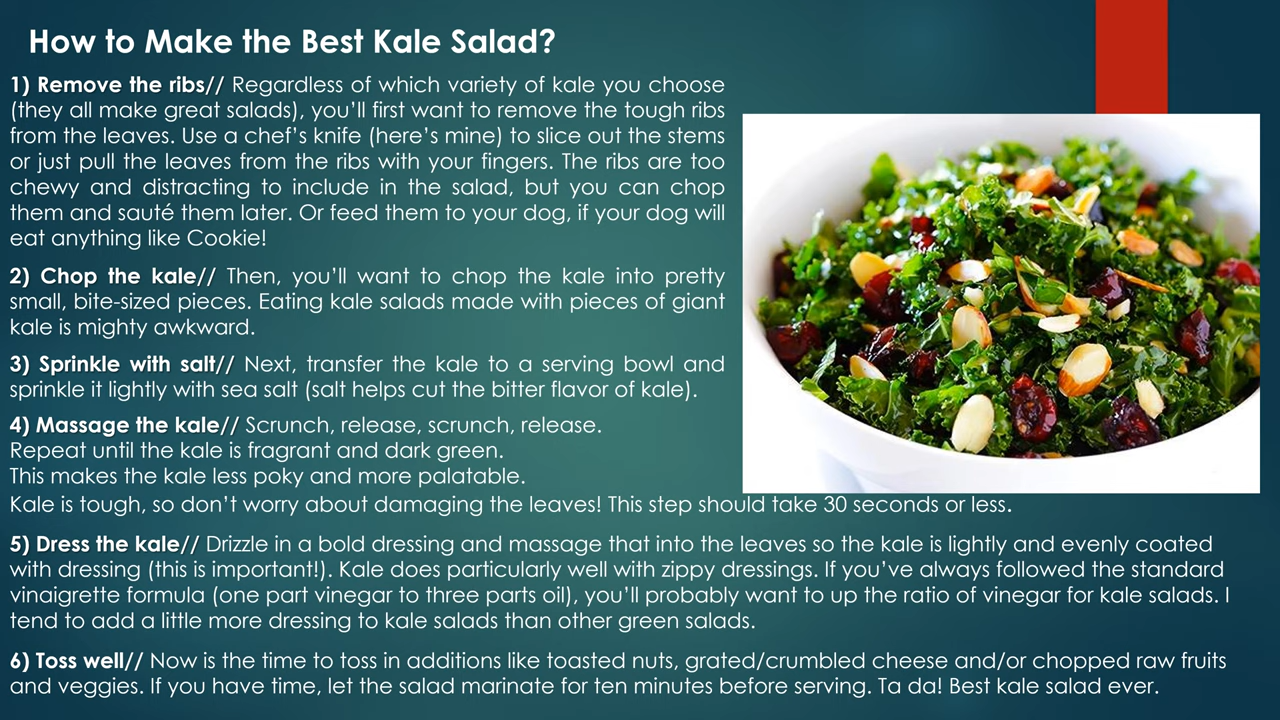 How to Make the Best Kale Salad?
1) Remove the ribs// Regardless of which variety of kale you choose
(they all make great salads), you’ll first want to remove the tough ribs
from the leaves. Use a chef’s knife (here’s mine) to slice out the stems
or just pull the leaves from the ribs with your fingers. The ribs are too
chewy and distracting to include in the salad, but you can chop
them and sauté them later. Or feed them to your dog, if your dog will
eat anything like Cookie!
2) Chop the kale// Then, you’ll want to chop the kale into pretty
small, bite-sized pieces. Eating kale salads made with pieces of giant
kale is mighty awkward.
3) Sprinkle with salt// Next, transfer the kale to a serving bowl and
sprinkle it lightly with sea salt (salt helps cut the bitter flavor of kale).
4) Massage the kale// Scrunch, release, scrunch, release.
Repeat until the kale is fragrant and dark green.
This makes the kale less poky and more palatable.
Kale is tough, so don’t worry about damaging the leaves! This step should take 30 seconds or less.
5) Dress the kale// Drizzle in a bold dressing and massage that into the leaves so the kale is lightly and evenly coated
with dressing (this is important!). Kale does particularly well with zippy dressings. If you’ve always followed the standard
vinaigrette formula (one part vinegar to three parts oil), you’ll probably want to up the ratio of vinegar for kale salads. I
tend to add a little more dressing to kale salads than other green salads.
6) Toss well// Now is the time to toss in additions like toasted nuts, grated/crumbled cheese and/or chopped raw fruits
and veggies. If you have time, let the salad marinate for ten minutes before serving. Ta da! Best kale salad ever.